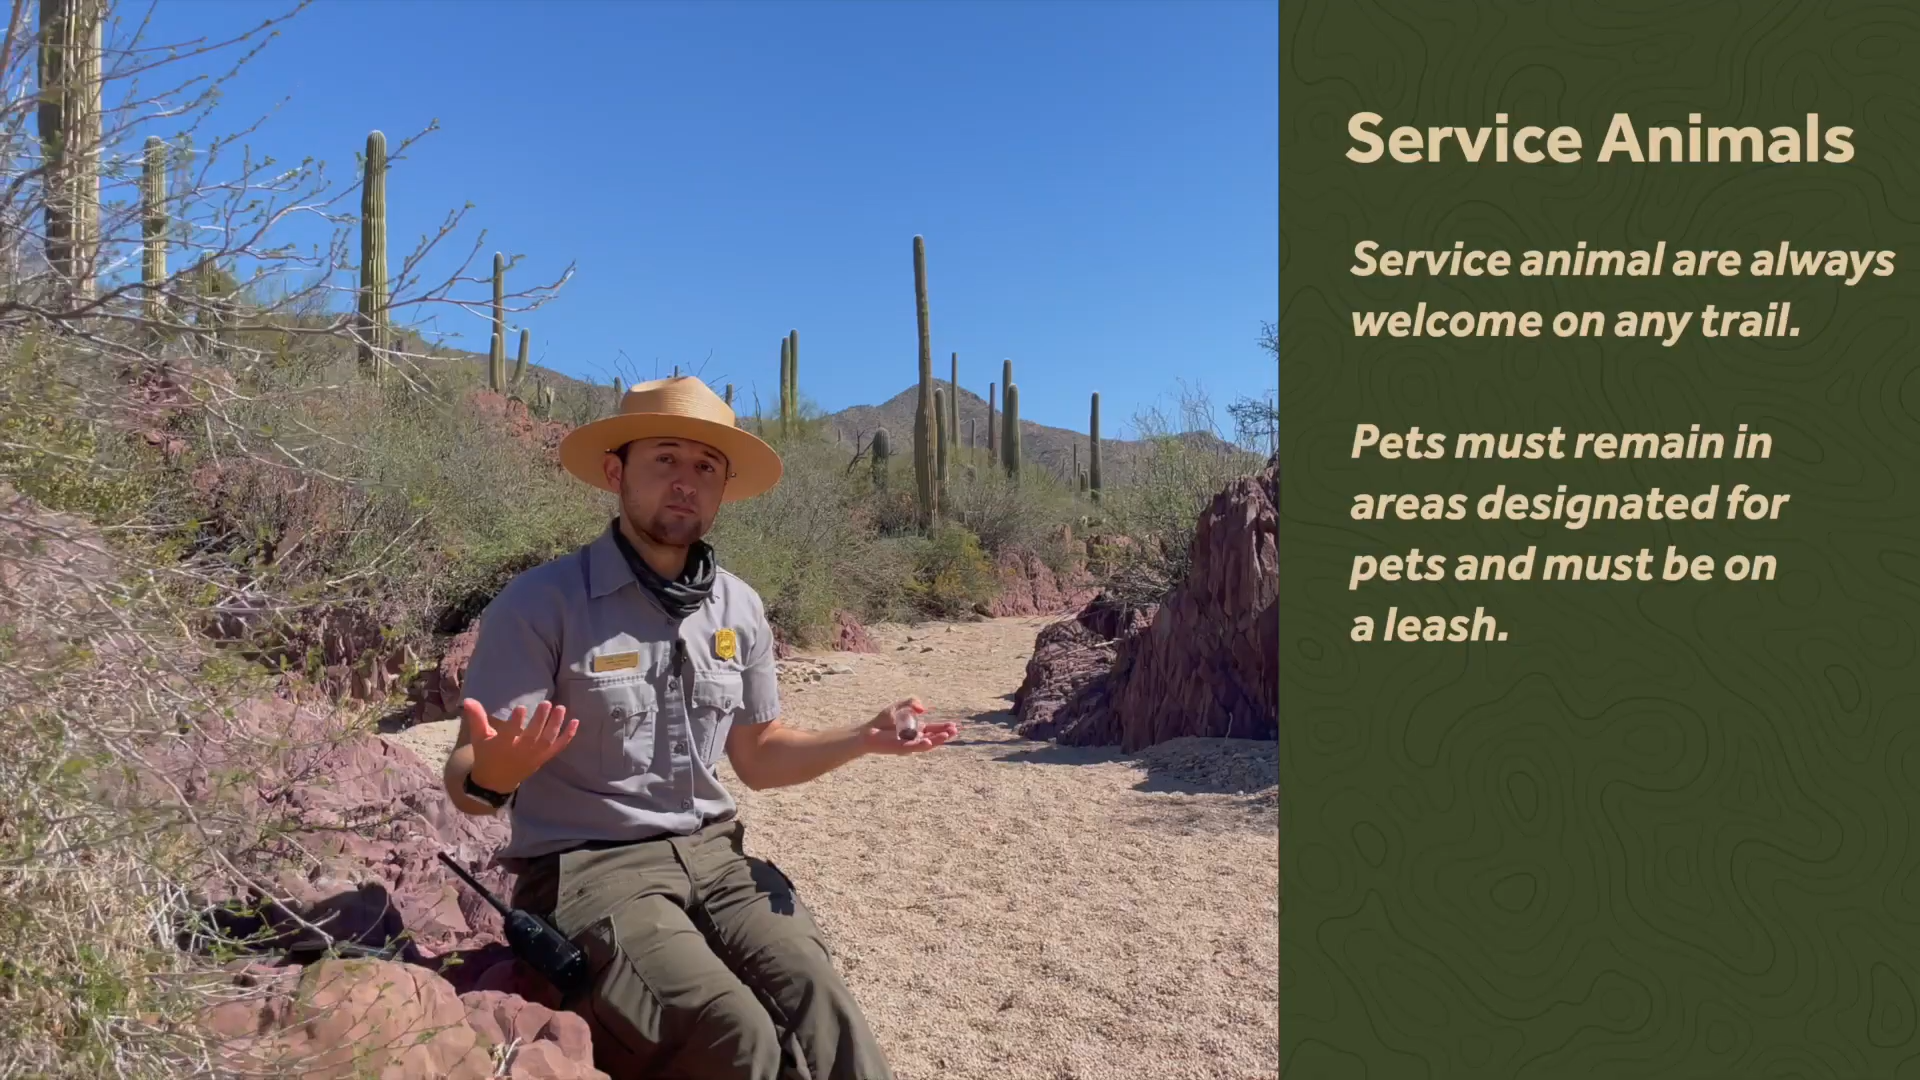 Service Animals
Service animal are always
welcome on any trail.
Pets must remain in
areas designated for
pets and must be on
a leash.